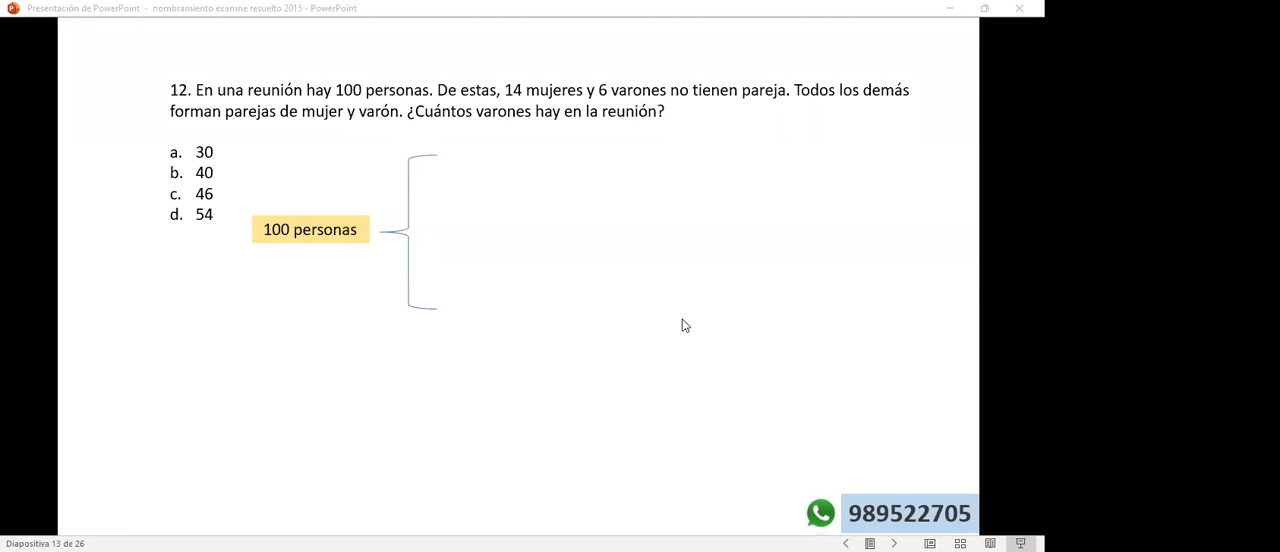 Presentación de PowerPoint - nombramiento examne resuelto 2015 - PowerPoint
12. En una reunión hay 100 personas. De estas, 14 mujeres y 6 varones no tienen pareja. Todos los demás
forman parejas de mujer y varón. ¿Cuántos varones hay en la reunión?
a. 30
b. 40
c. 46
d. 54
100 personas
989522705
Diapositiva 13 de 26